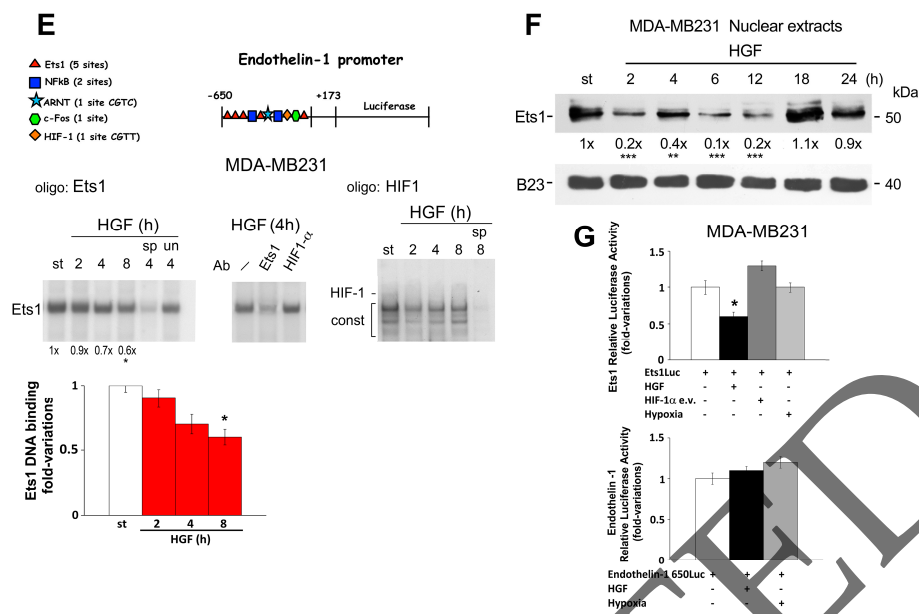 E
Ets1 (5 sites)
NFkB (2 sites)
ARNT (1 site CGTC)
c-Fos (1 site)
HIF-1 (1 site CGTT)
Endothelin-1 promoter
-650
+173
Luciferase
MDA-MB231
oligo: Ets1
HGF (h)
sp un
st 2 4 8 4 4
Ets1
1x 0.9x 0.7x 0.6x
*
HGF (4h)
Ab – Ets1 HIF1-α
oligo: HIF1
HGF (h)
sp
st 2 4 8 8
HIF-1
const
Ets1 DNA binding
fold-variations
1
0.5
0
*
st 2 4 8
HGF (h)
F
MDA-MB231 Nuclear extracts
HGF
st 2 4 6 12 18 24 (h)
kDa
Ets1 - - 50
1x 0.2x 0.4x 0.1x 0.2x 1.1x 0.9x
*** ** *** ***
B23 - - 40
G
MDA-MB231
Ets1 Relative Luciferase Activity
(fold-variations)
1.5
1
0.5
0
*
Ets1Luc + + + +
HGF - + - -
HIF-1α e.v. - - + -
Hypoxia - - - +
Endothelin -1
Relative Luciferase Activity
(fold-variations)
1.5
1
0.5
0
Endothelin-1 650Luc + + +
HGF - + -
Hypoxia - - +
TED